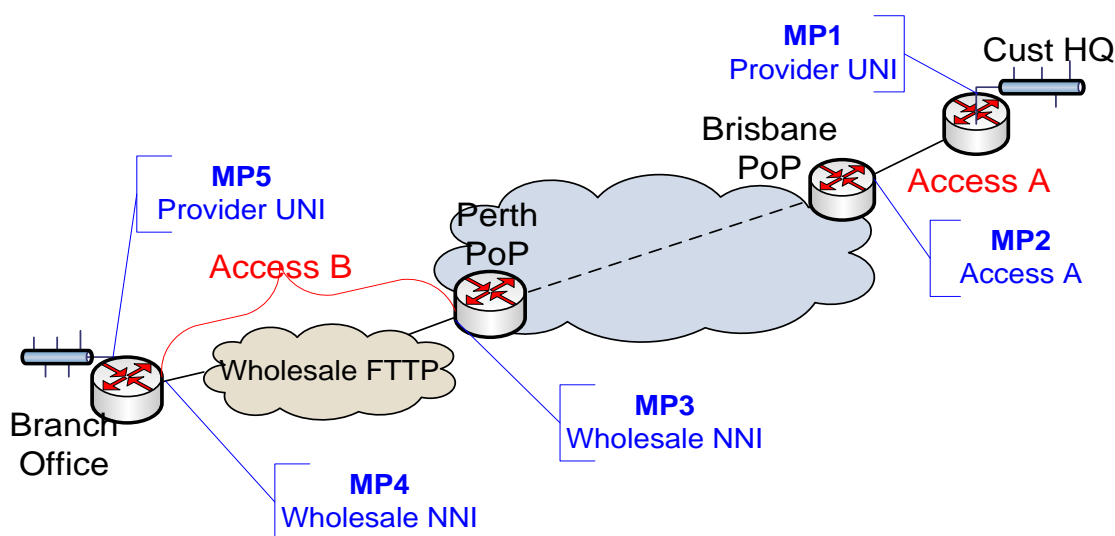 MP1
Provider UNI
Cust HQ
Brisbane
PoP
Access A
MP5
Provider UNI
Perth
PoP
MP2
Access A
Access B
Wholesale FTTP
MP3
Wholesale NNI
Branch
Office
MP4
Wholesale NNI